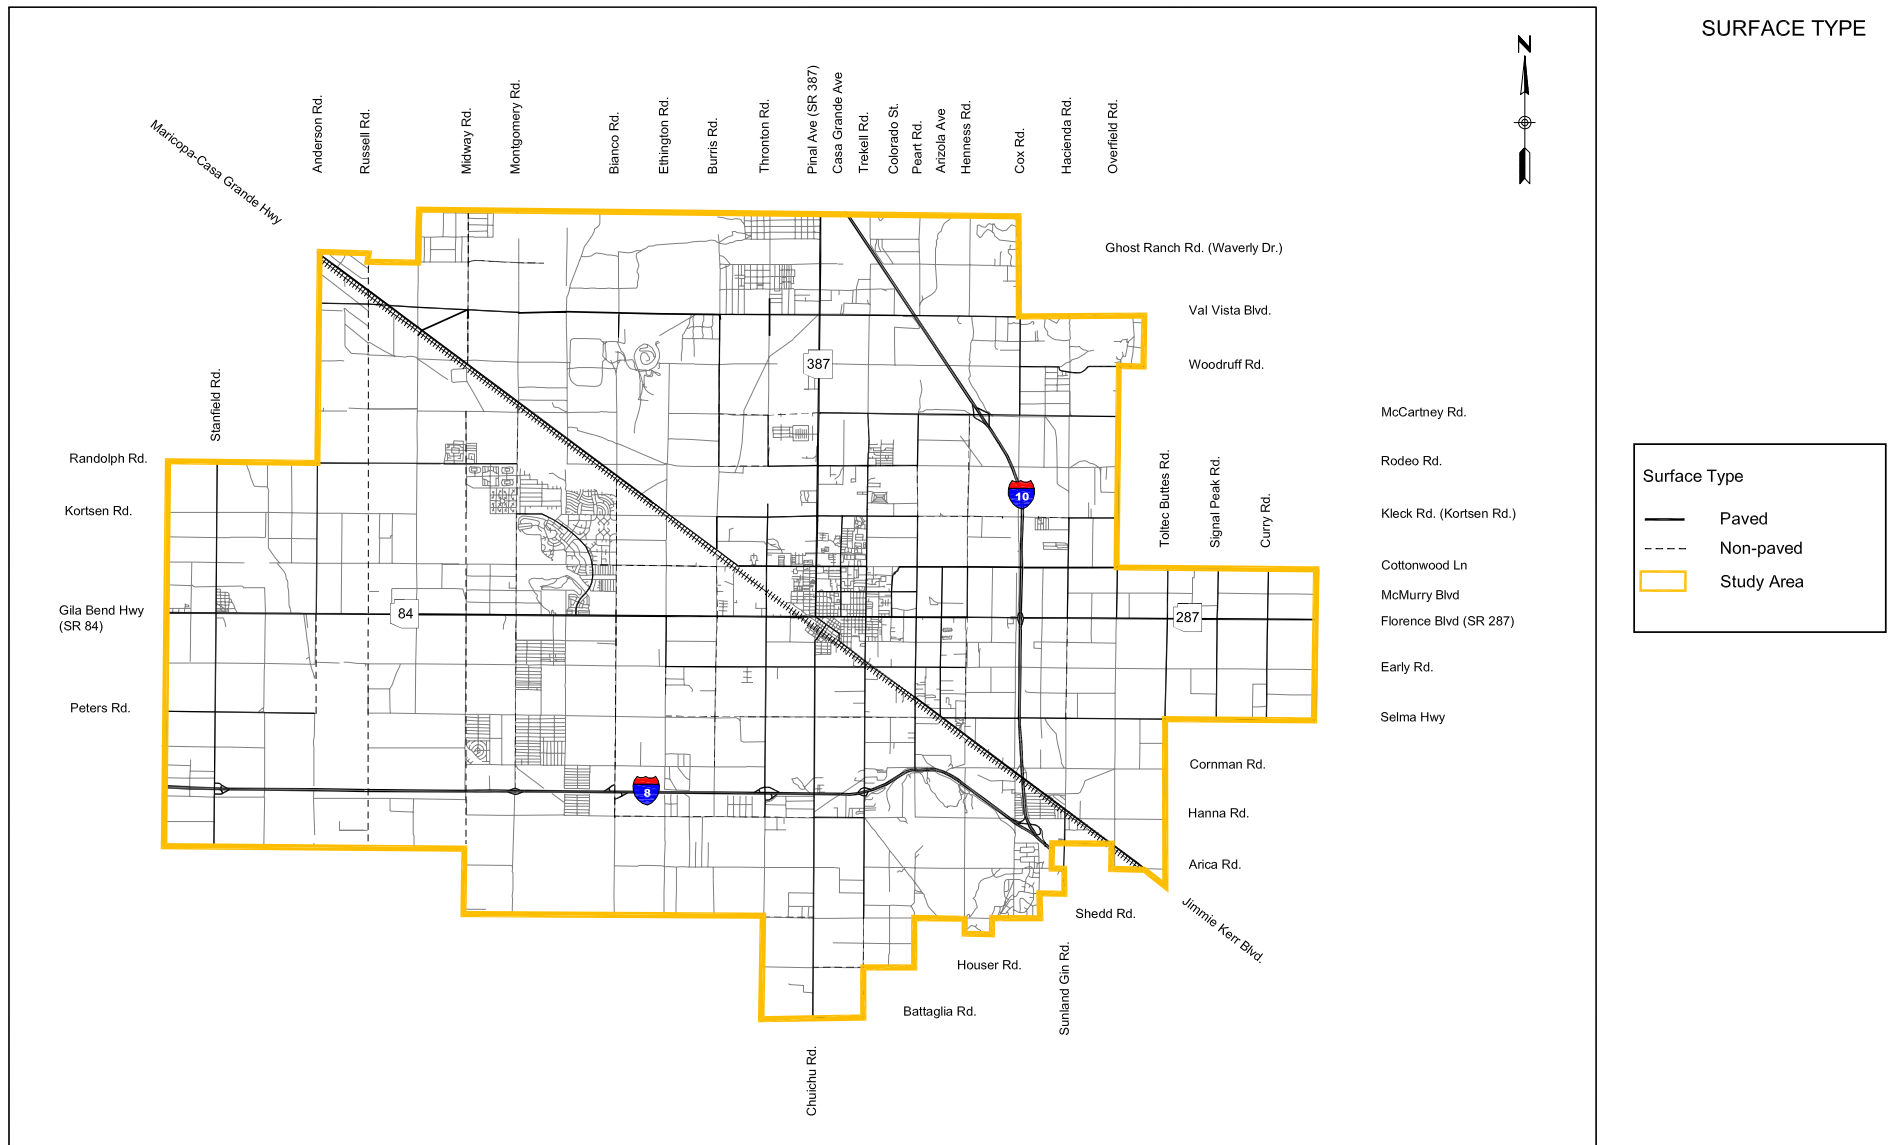 SURFACE TYPE
N
Maricopa-Casa Grande Hwy
Anderson Rd.
Russell Rd.
Midway Rd.
Montgomery Rd.
Bianco Rd.
Ethington Rd.
Burris Rd.
Thronton Rd.
Pinal Ave (SR 387)
Casa Grande Ave
Trekell Rd.
Colorado St.
Peart Rd.
Arizola Ave
Henness Rd.
Cox Rd.
Hacienda Rd.
Overfield Rd.
Ghost Ranch Rd. (Waverly Dr.)
Val Vista Blvd.
Woodruff Rd.
387
Stanfield Rd.
McCartney Rd.
Randolph Rd.
Rodeo Rd.
Toltec Buttes Rd.
Signal Peak Rd.
Curry Rd.
10
Kortsen Rd.
Kleck Rd. (Kortsen Rd.)
Cottonwood Ln
McMurry Blvd
Gila Bend Hwy
(SR 84)
84
287
Florence Blvd (SR 287)
Early Rd.
Peters Rd.
Selma Hwy
Cornman Rd.
8
Hanna Rd.
Arica Rd.
Shedd Rd.
Jimmie Kerr Blvd.
Houser Rd.
Sunland Gin Rd.
Battaglia Rd.
Chuichu Rd.
Surface Type
Paved
Non-paved
Study Area